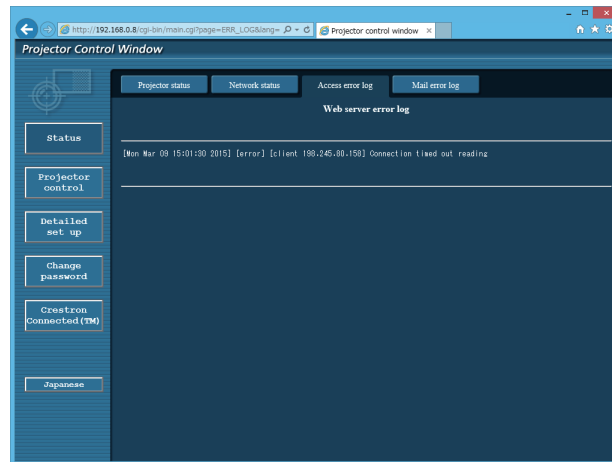 http://192.168.0.8/cgi-bin/main.cgi?page=ERR_LOG&lang=
Projector control window
Projector Control Window
Projector status
Network status
Access error log
Mail error log
Web server error log
Status
[Mon Mar 09 15:01:30 2015] [error] [client 198.245.80.158] Connection timed out reading
Projector
control
Detailed
set up
Change
password
Crestron
Connected(TM)
Japanese